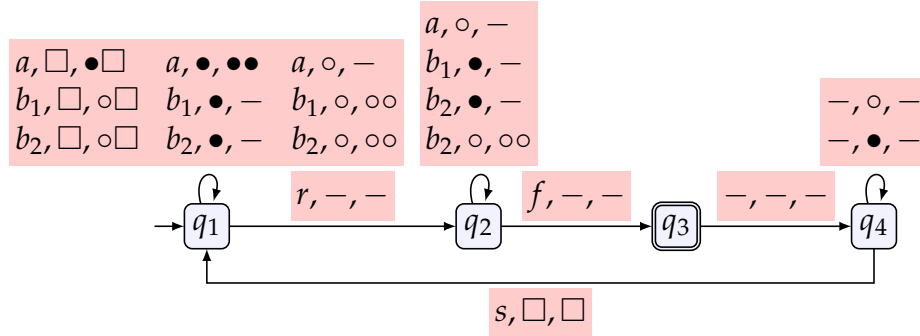 a, □, •□
b₁, □, ○□
b₂, □, ○□
a, •, ••
b₁, •, −
b₂, •, −
a, ○, −
b₁, ○, ○○
b₂, ○, ○○
a, ○, −
b₁, •, −
b₂, •, −
b₂, ○, ○○
−, ○, −
−, •, −
r, −, −
f, −, −
−, −, −
q₁
q₂
q₃
q₄
s, □, □